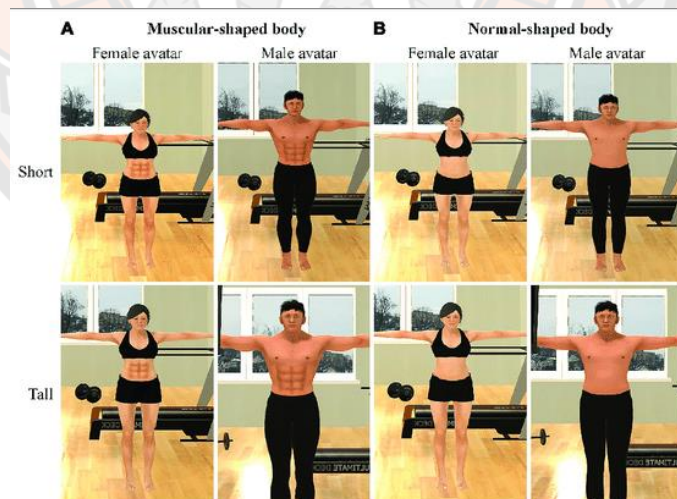 A Muscular-shaped body
B Normal-shaped body
Female avatar Male avatar Female avatar Male avatar
Short
Tall